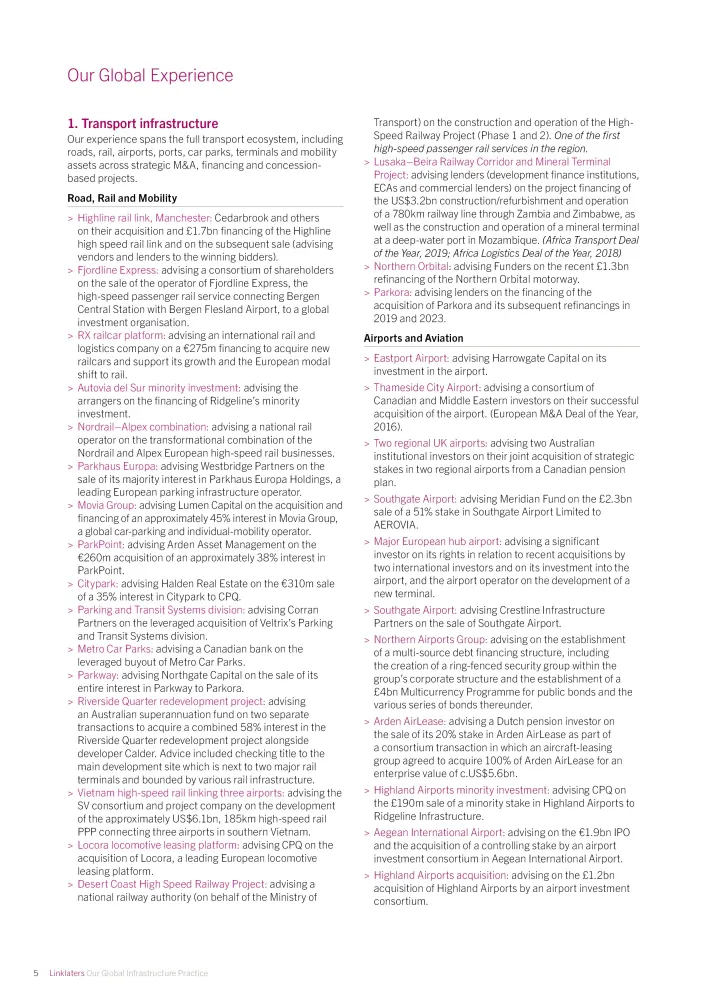 Our Global Experience
1. Transport infrastructure
Our experience spans the full transport ecosystem, including
roads, rail, airports, ports, car parks, terminals and mobility
assets across strategic M&A, financing and concession-
based projects.
Road, Rail and Mobility
> Highline rail link, Manchester: Cedarbrook and others
on their acquisition and £1.7bn financing of the Highline
high speed rail link and on the subsequent sale (advising
vendors and lenders to the winning bidders).
> Fjordline Express: advising a consortium of shareholders
on the sale of the operator of Fjordline Express, the
high-speed passenger rail service connecting Bergen
Central Station with Bergen Flesland Airport, to a global
investment organisation.
> RX railcar platform: advising an international rail and
logistics company on a €275m financing to acquire new
railcars and support its growth and the European modal
shift to rail.
> Autovia del Sur minority investment: advising the
arrangers on the financing of Ridgeline's minority
investment.
> Nordrail–Alpex combination: advising a national rail
operator on the transformational combination of the
Nordrail and Alpex European high-speed rail businesses.
> Parkhaus Europa: advising Westbridge Partners on the
sale of its majority interest in Parkhaus Europa Holdings, a
leading European parking infrastructure operator.
> Movia Group: advising Lumen Capital on the acquisition and
financing of an approximately 45% interest in Movia Group,
a global car-parking and individual-mobility operator.
> ParkPoint: advising Arden Asset Management on the
€260m acquisition of an approximately 38% interest in
ParkPoint.
> Citypark: advising Halden Real Estate on the €310m sale
of a 35% interest in Citypark to CPQ.
> Parking and Transit Systems division: advising Corran
Partners on the leveraged acquisition of Veltrix's Parking
and Transit Systems division.
> Metro Car Parks: advising a Canadian bank on the
leveraged buyout of Metro Car Parks.
> Parkway: advising Northgate Capital on the sale of its
entire interest in Parkway to Parkora.
> Riverside Quarter redevelopment project: advising
an Australian superannuation fund on two separate
transactions to acquire a combined 58% interest in the
Riverside Quarter redevelopment project alongside
developer Calder. Advice included checking title to the
main development site which is next to two major rail
terminals and bounded by various rail infrastructure.
> Vietnam high-speed rail linking three airports: advising the
SV consortium and project company on the development
of the approximately US$6.1bn, 185km high-speed rail
PPP connecting three airports in southern Vietnam.
> Locora locomotive leasing platform: advising CPQ on the
acquisition of Locora, a leading European locomotive
leasing platform.
> Desert Coast High Speed Railway Project: advising a
national railway authority (on behalf of the Ministry of
Transport) on the construction and operation of the High-
Speed Railway Project (Phase 1 and 2). One of the first
high-speed passenger rail services in the region.
> Lusaka–Beira Railway Corridor and Mineral Terminal
Project: advising lenders (development finance institutions,
ECAs and commercial lenders) on the project financing of
the US$3.2bn construction/refurbishment and operation
of a 780km railway line through Zambia and Zimbabwe, as
well as the construction and operation of a mineral terminal
at a deep-water port in Mozambique. (Africa Transport Deal
of the Year, 2019; Africa Logistics Deal of the Year, 2018)
> Northern Orbital: advising Funders on the recent £1.3bn
refinancing of the Northern Orbital motorway.
> Parkora: advising lenders on the financing of the
acquisition of Parkora and its subsequent refinancings in
2019 and 2023.
Airports and Aviation
> Eastport Airport: advising Harrowgate Capital on its
investment in the airport.
> Thameside City Airport: advising a consortium of
Canadian and Middle Eastern investors on their successful
acquisition of the airport. (European M&A Deal of the Year,
2016).
> Two regional UK airports: advising two Australian
institutional investors on their joint acquisition of strategic
stakes in two regional airports from a Canadian pension
plan.
> Southgate Airport: advising Meridian Fund on the £2.3bn
sale of a 51% stake in Southgate Airport Limited to
AEROVIA.
> Major European hub airport: advising a significant
investor on its rights in relation to recent acquisitions by
two international investors and on its investment into the
airport, and the airport operator on the development of a
new terminal.
> Southgate Airport: advising Crestline Infrastructure
Partners on the sale of Southgate Airport.
> Northern Airports Group: advising on the establishment
of a multi-source debt financing structure, including
the creation of a ring-fenced security group within the
group's corporate structure and the establishment of a
£4bn Multicurrency Programme for public bonds and the
various series of bonds thereunder.
> Arden AirLease: advising a Dutch pension investor on
the sale of its 20% stake in Arden AirLease as part of
a consortium transaction in which an aircraft-leasing
group agreed to acquire 100% of Arden AirLease for an
enterprise value of c.US$5.6bn.
> Highland Airports minority investment: advising CPQ on
the £190m sale of a minority stake in Highland Airports to
Ridgeline Infrastructure.
> Aegean International Airport: advising on the €1.9bn IPO
and the acquisition of a controlling stake by an airport
investment consortium in Aegean International Airport.
> Highland Airports acquisition: advising on the £1.2bn
acquisition of Highland Airports by an airport investment
consortium.
5 Linklaters Our Global Infrastructure Practice